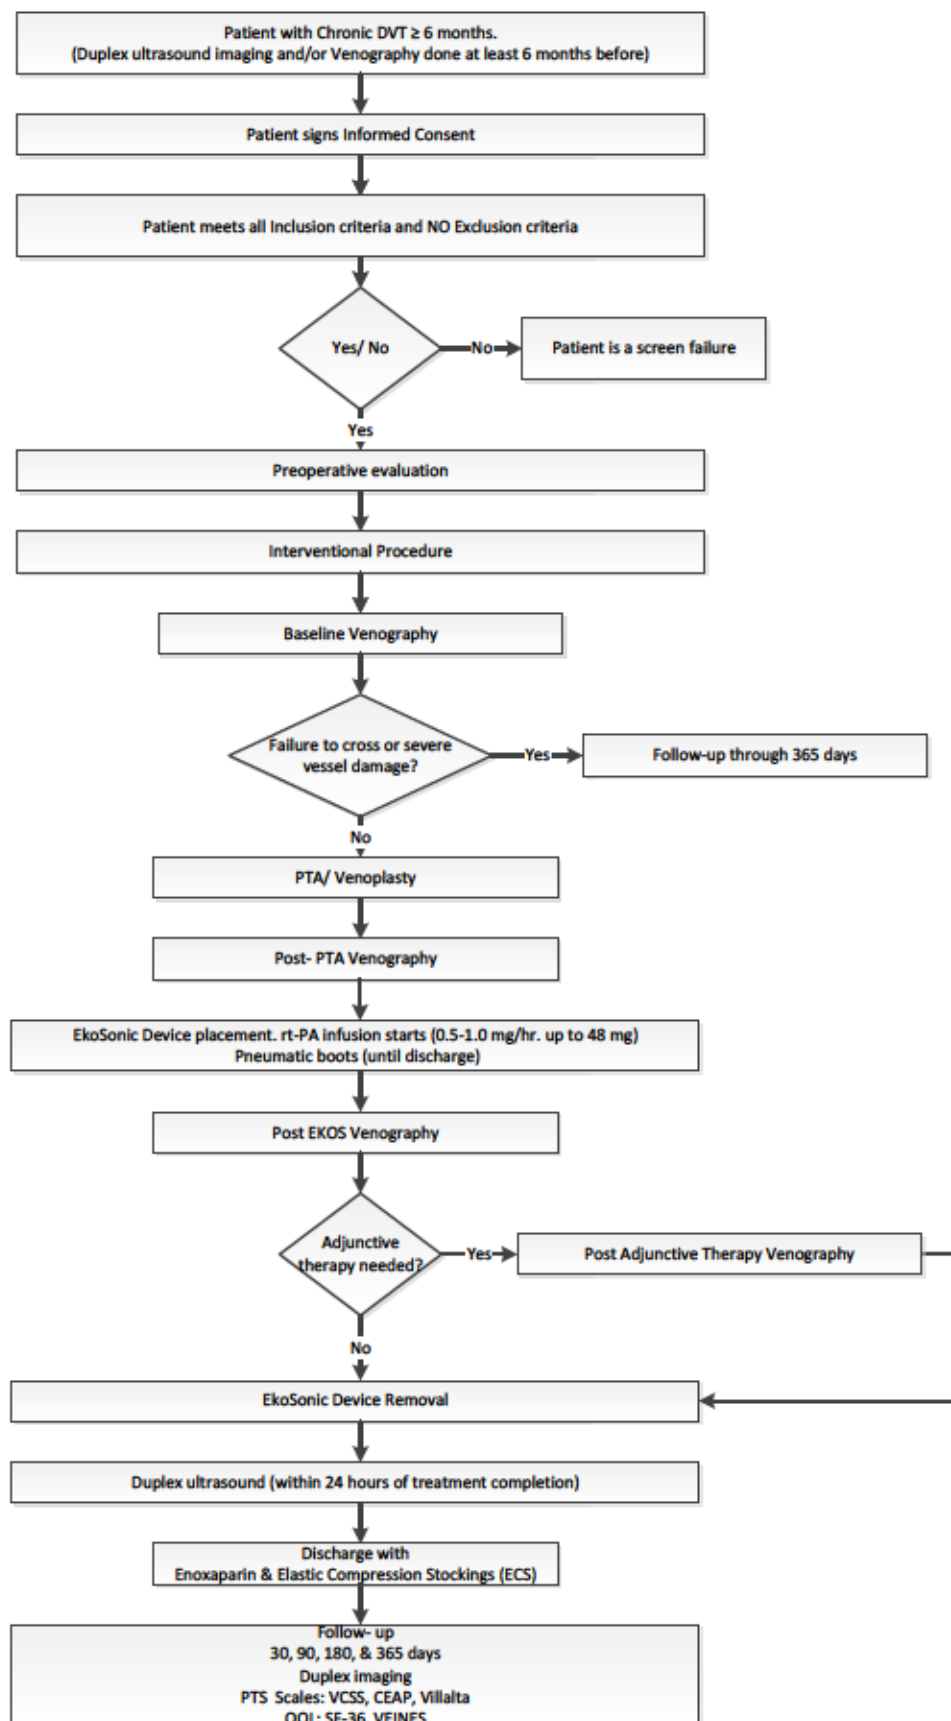 Patient with Chronic DVT ≥ 6 months.
(Duplex ultrasound imaging and/or Venography done at least 6 months before)
Patient signs Informed Consent
Patient meets all Inclusion criteria and NO Exclusion criteria
Yes/ No
No
Patient is a screen failure
Yes
Preoperative evaluation
Interventional Procedure
Baseline Venography
Failure to cross or severe
vessel damage?
Yes
Follow-up through 365 days
No
PTA/ Venoplasty
Post- PTA Venography
EkoSonic Device placement. rt-PA infusion starts (0.5-1.0 mg/hr. up to 48 mg)
Pneumatic boots (until discharge)
Post EKOS Venography
Adjunctive
therapy needed?
Yes
Post Adjunctive Therapy Venography
No
EkoSonic Device Removal
Duplex ultrasound (within 24 hours of treatment completion)
Discharge with
Enoxaparin & Elastic Compression Stockings (ECS)
Follow- up
30, 90, 180, & 365 days
Duplex imaging
PTS Scales: VCSS, CEAP, Villalta
QOL: SF-36, VEINES